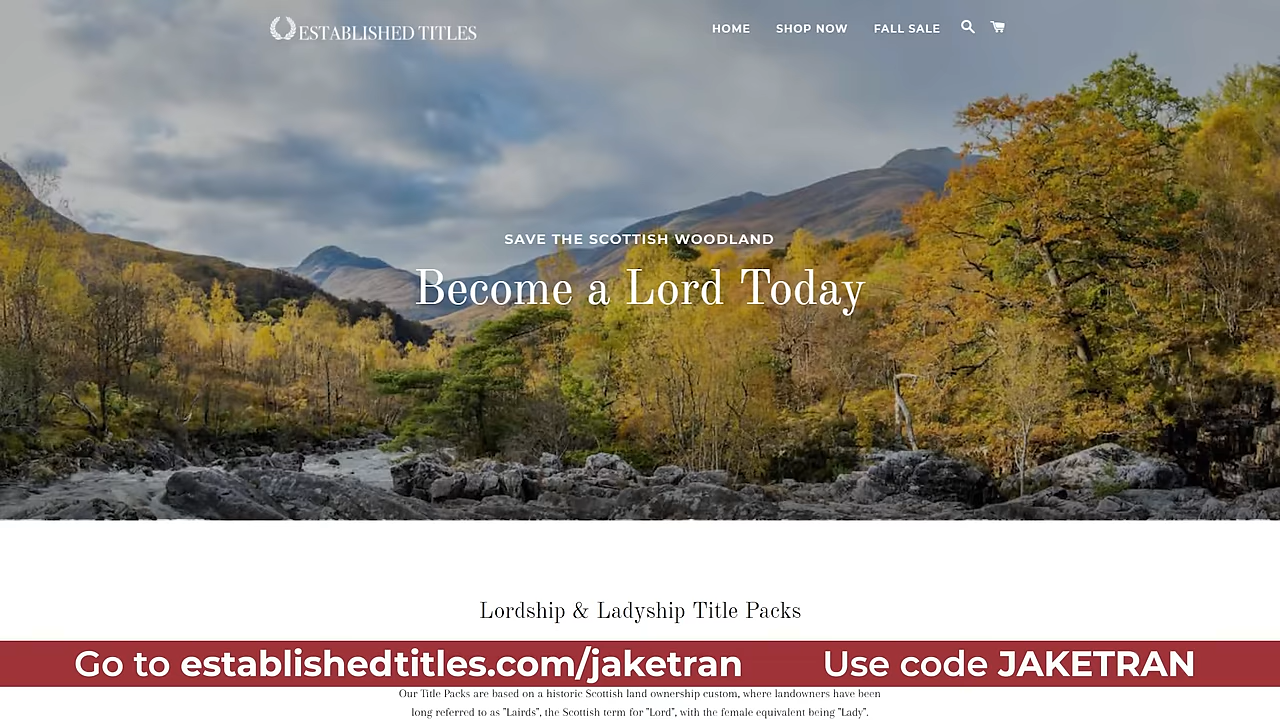 ESTABLISHED TITLES
HOME SHOP NOW FALL SALE
SAVE THE SCOTTISH WOODLAND
Become a Lord Today
Lordship & Ladyship Title Packs
Go to establishedtitles.com/jaketran Use code JAKETRAN
Our Title Packs are based on a historic Scottish land ownership custom, where landowners have been
long referred to as "Lairds", the Scottish term for "Lord", with the female equivalent being "Lady".